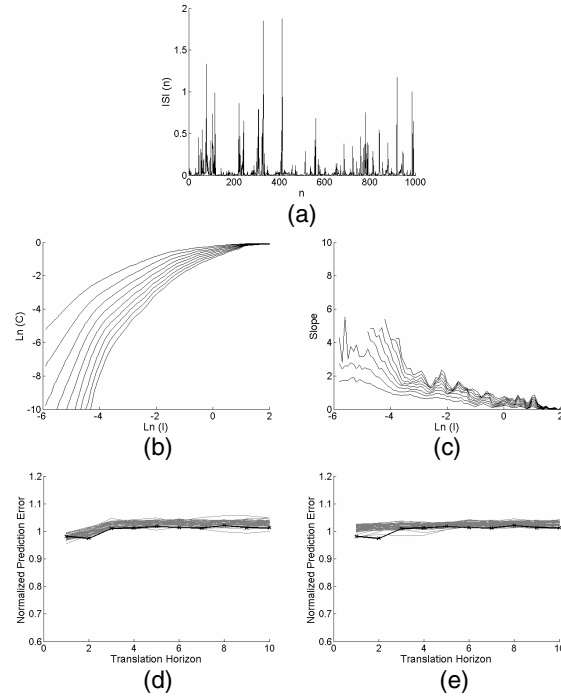 2
1.5
1
0.5
0
ISI (n)
0 200 400 600 800 1000
n
(a)
0
-2
-4
-6
-8
-10
Ln (C)
-6 -4 -2 0 2
Ln (l)
(b)
10
8
6
4
2
0
Slope
-6 -4 -2 0 2
Ln (l)
(c)
1.2
1.1
1
0.9
0.8
0.7
0.6
Normalized Prediction Error
0 2 4 6 8 10
Translation Horizon
(d)
1.2
1.1
1
0.9
0.8
0.7
0.6
Normalized Prediction Error
0 2 4 6 8 10
Translation Horizon
(e)